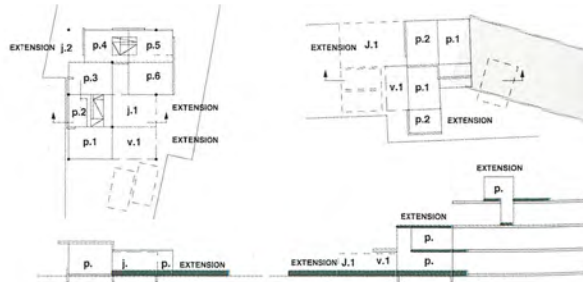 EXTENSION j.2 p.4 p.5
p.3 p.6
p.2 j.1 EXTENSION
p.1 v.1 EXTENSION
p. j. p. EXTENSION
J.1 p.2 p.1
v.1 p.1
p.2 EXTENSION
EXTENSION
p.
EXTENSION
p.
EXTENSION J.1 v.1 p.